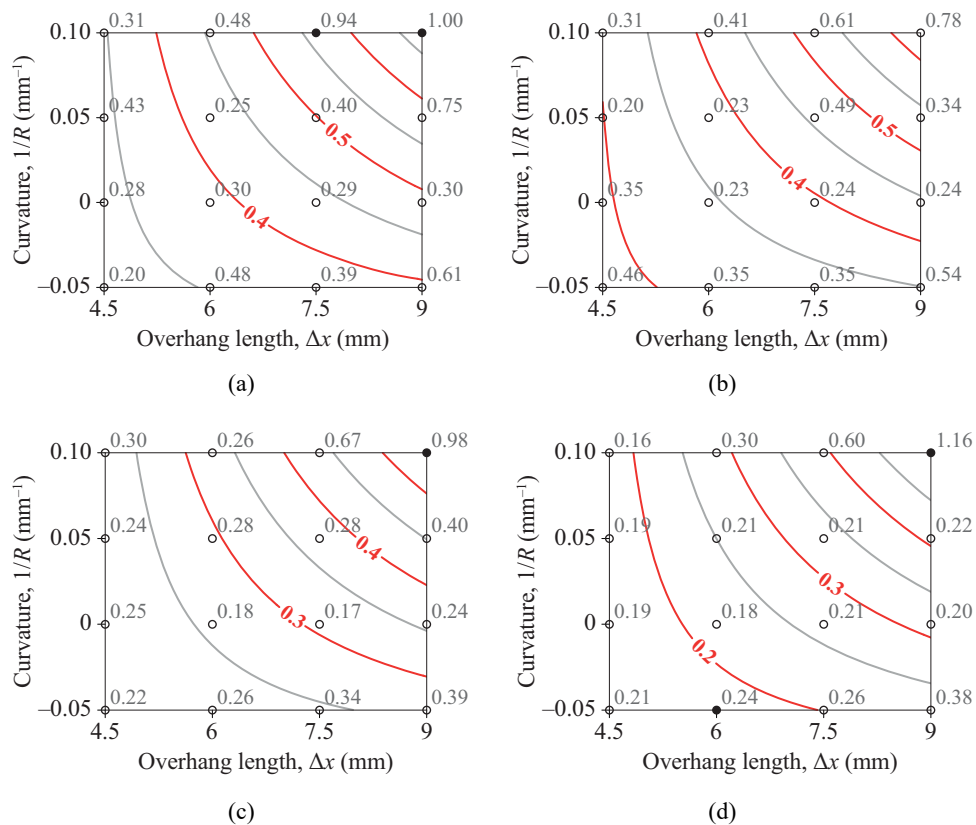 0.31 0.48 0.94 1.00
0.10
0.43 0.25 0.40 0.75
0.05
0.5
0.28 0.30 0.29 0.30
0
0.4
0.20 0.48 0.39 0.61
−0.05
4.5 6 7.5 9
Curvature, 1/R (mm−1)
Overhang length, Δx (mm)
(a)
0.31 0.41 0.61 0.78
0.10
0.20 0.23 0.49 0.34
0.05
0.5
0.4
0.35 0.23 0.24 0.24
0
0.46 0.35 0.35 0.54
−0.05
4.5 6 7.5 9
Curvature, 1/R (mm−1)
Overhang length, Δx (mm)
(b)
0.30 0.26 0.67 0.98
0.10
0.24 0.28 0.28 0.40
0.05
0.4
0.25 0.18 0.17 0.24
0.3
0
0.22 0.26 0.34 0.39
−0.05
4.5 6 7.5 9
Curvature, 1/R (mm−1)
Overhang length, Δx (mm)
(c)
0.16 0.30 0.60 1.16
0.10
0.19 0.21 0.21 0.22
0.05
0.3
0.19 0.18 0.21 0.20
0
0.2
0.21 0.24 0.26 0.38
−0.05
4.5 6 7.5 9
Curvature, 1/R (mm−1)
Overhang length, Δx (mm)
(d)